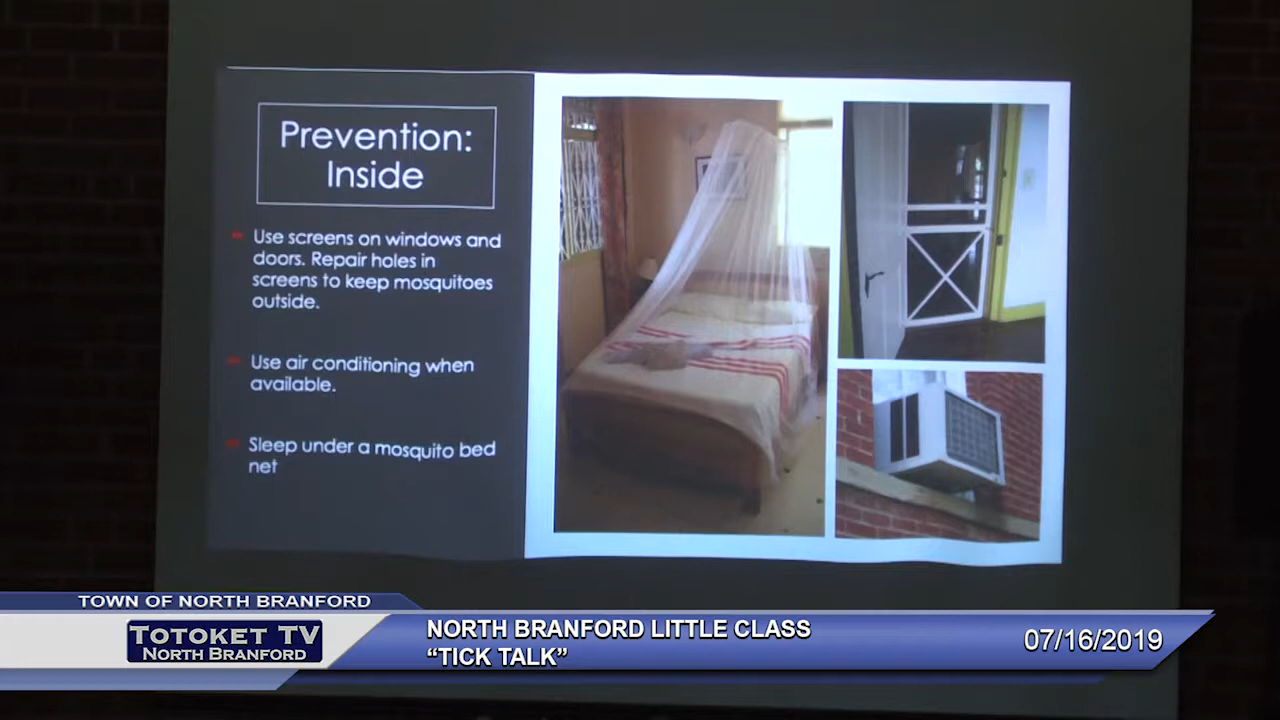 Prevention:
Inside
Use screens on windows and
doors. Repair holes in
screens to keep mosquitoes
outside.
Use air conditioning when
available.
Sleep under a mosquito bed
net
TOWN OF NORTH BRANFORD
TOTOKET TV
NORTH BRANFORD
NORTH BRANFORD LITTLE CLASS
“TICK TALK”
07/16/2019